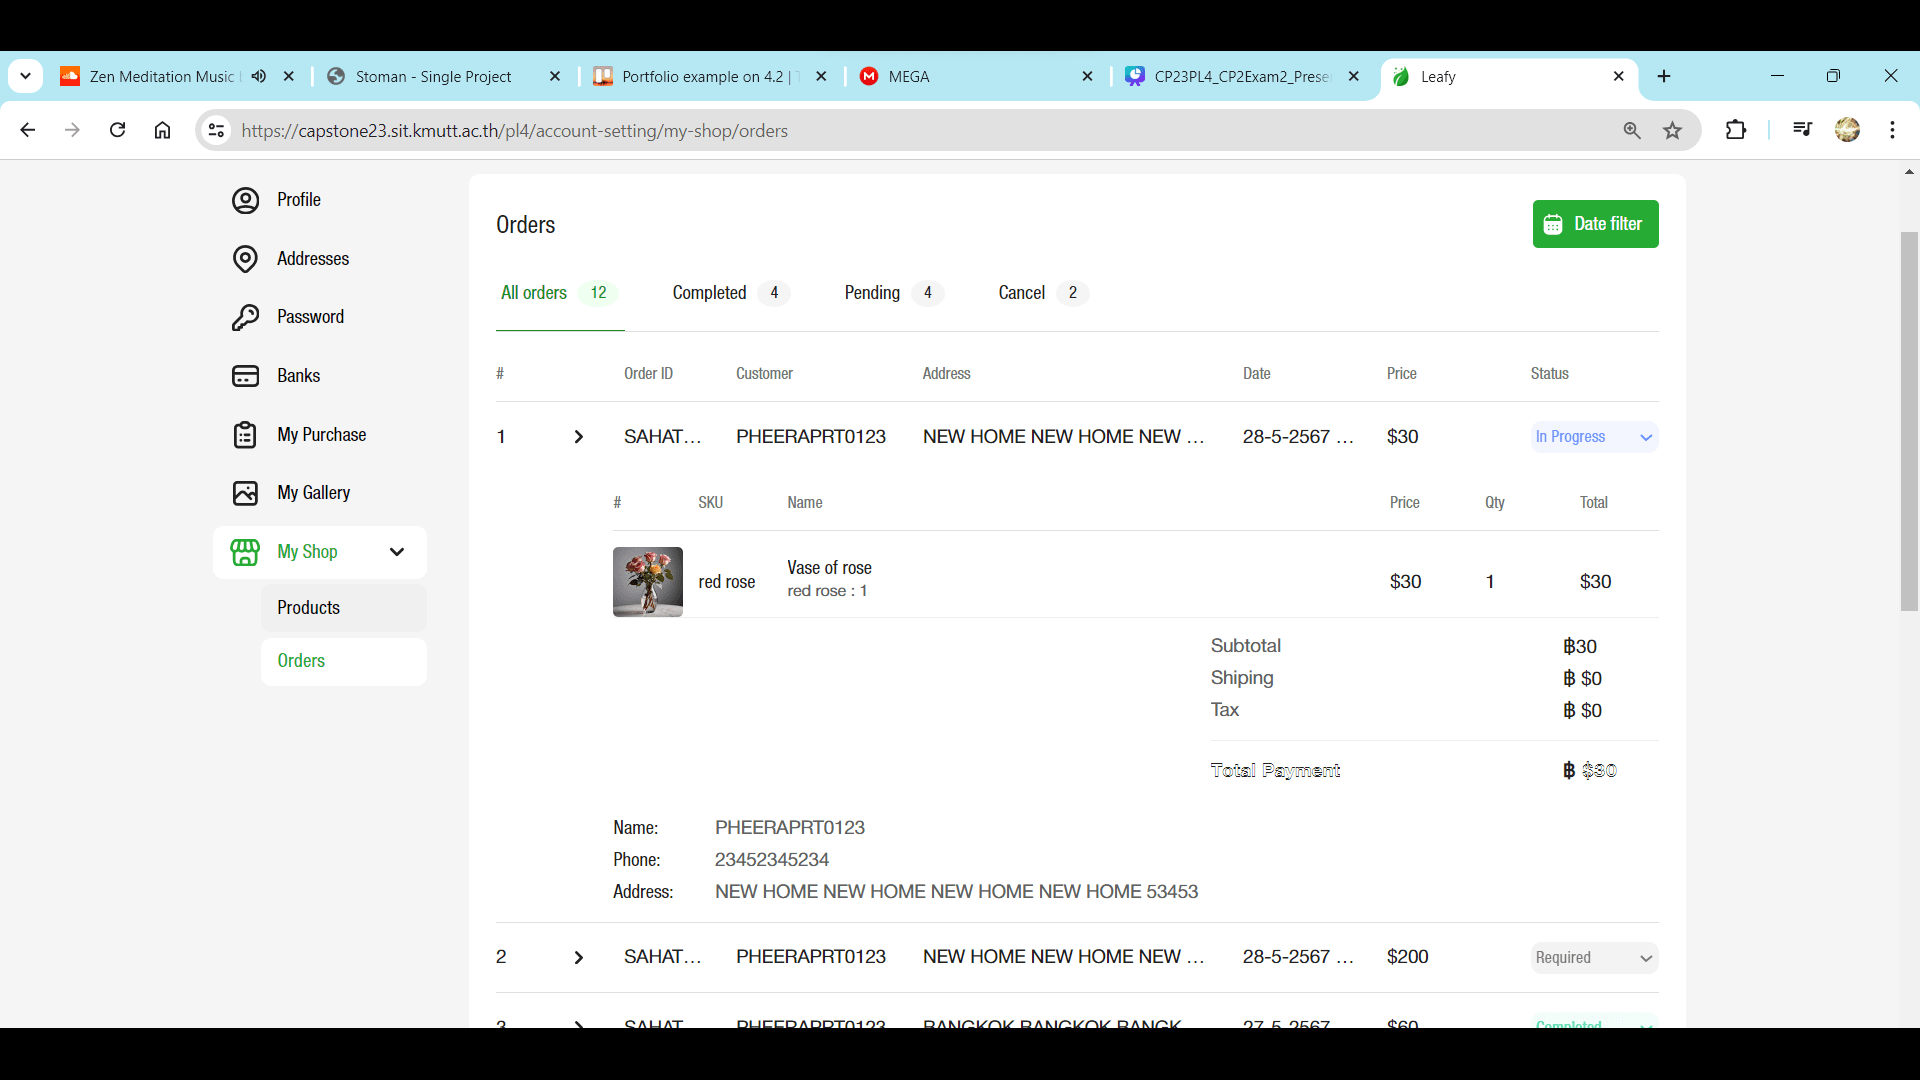 Zen Meditation Music
Stoman - Single Project
Portfolio example on 4.2 |
MEGA
CP23PL4_CP2Exam2_Prese
Leafy
https://capstone23.sit.kmutt.ac.th/pl4/account-setting/my-shop/orders
Profile
Addresses
Password
Banks
My Purchase
My Gallery
My Shop
Products
Orders
Orders
Date filter
All orders 12 Completed 4 Pending 4 Cancel 2
# Order ID Customer Address Date Price Status
1 SAHAT... PHEERAPRT0123 NEW HOME NEW HOME NEW ... 28-5-2567 ... $30 In Progress
# SKU Name Price Qty Total
red rose Vase of rose $30 1 $30
red rose : 1
Subtotal ฿30
Shiping ฿ $0
Tax ฿ $0
Total Payment ฿ $30
Name: PHEERAPRT0123
Phone: 23452345234
Address: NEW HOME NEW HOME NEW HOME NEW HOME 53453
2 SAHAT... PHEERAPRT0123 NEW HOME NEW HOME NEW ... 28-5-2567 ... $200 Required
3 SAHAT PHEERAPRT0123 BANGKOK BANGKOK BANGK 27-5-2567 $60 Completed